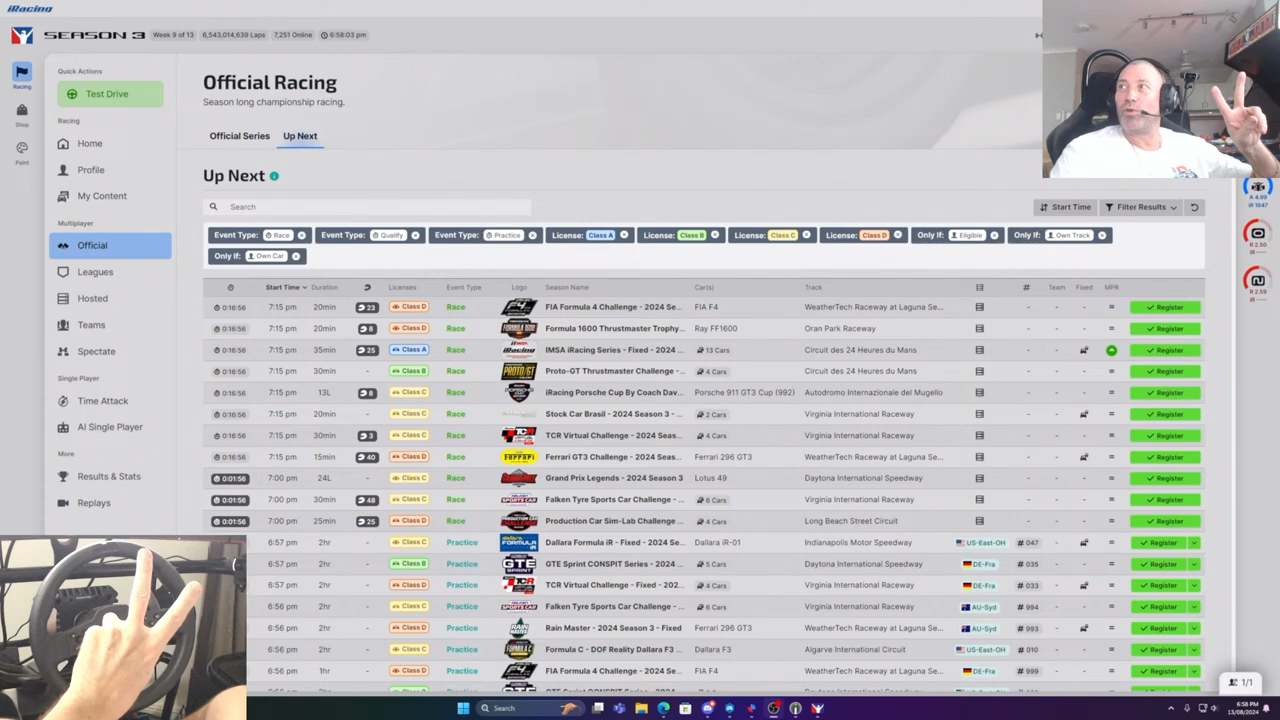 iRacing
SEASON 3 Week 9 of 13 6,543,014,639 Laps 7,251 Online 6:58:03 pm
Racing
Shop
Paint
Quick Actions
Test Drive
Racing
Home
Profile
My Content
Multiplayer
Official
Leagues
Hosted
Teams
Spectate
Single Player
Time Attack
AI Single Player
More
Results & Stats
Replays
Official Racing
Season long championship racing.
Official Series Up Next
Up Next
Search
Start Time Filter Results
Event Type: Race Event Type: Qualify Event Type: Practice License: Class A License: Class B License: Class C License: Class D Only If: Eligible Only If: Own Track
Only If: Own Car
Start Time Duration Licenses Event Type Logo Season Name Car(s) Track # Team Fixed MPR
0:16:56 7:15 pm 20min 23 Class D Race FIA Formula 4 Challenge - 2024 Se... FIA F4 WeatherTech Raceway at Laguna Se... - - - = Register
0:16:56 7:15 pm 20min 8 Class D Race Formula 1600 Thrustmaster Trophy... Ray FF1600 Oran Park Raceway - - - = Register
0:16:56 7:15 pm 35min 25 Class A Race IMSA iRacing Series - Fixed - 2024 ... 13 Cars Circuit des 24 Heures du Mans - - Register
0:16:56 7:15 pm 30min - Class B Race Proto-GT Thrustmaster Challenge - ... 4 Cars Circuit des 24 Heures du Mans - - - = Register
0:16:56 7:15 pm 13L 8 Class C Race iRacing Porsche Cup By Coach Dav... Porsche 911 GT3 Cup (992) Autodromo Internazionale del Mugello - - - = Register
0:16:56 7:15 pm 20min - Class C Race Stock Car Brasil - 2024 Season 3 - ... 2 Cars Virginia International Raceway - - = Register
0:16:56 7:15 pm 30min 3 Class C Race TCR Virtual Challenge - 2024 Seas... 4 Cars Virginia International Raceway - - - = Register
0:16:56 7:15 pm 15min 40 Class D Race Ferrari GT3 Challenge - 2024 Seas... Ferrari 296 GT3 WeatherTech Raceway at Laguna Se... - - = Register
0:01:56 7:00 pm 24L - Class C Race Grand Prix Legends - 2024 Season 3 Lotus 49 Daytona International Speedway - - - = Register
0:01:56 7:00 pm 30min 48 Class C Race Falken Tyre Sports Car Challenge - ... 6 Cars Virginia International Raceway - - - = Register
0:01:56 7:00 pm 25min 25 Class D Race Production Car Sim-Lab Challenge ... 4 Cars Long Beach Street Circuit - - - = Register
6:57 pm 2hr - Class C Practice Dallara Formula iR - Fixed - 2024 Se... Dallara iR-01 Indianapolis Motor Speedway US-East-OH # 047 - = Register
6:57 pm 2hr - Class B Practice GTE Sprint CONSPIT Series - 2024 ... 4 Cars Daytona International Speedway DE-Fra # 035 - - = Register
6:57 pm 2hr - Class D Practice TCR Virtual Challenge - Fixed - 202... 4 Cars Virginia International Raceway DE-Fra # 033 - = Register
6:57 pm 2hr - Class C Practice Falken Tyre Sports Car Challenge - ... 6 Cars Virginia International Raceway AU-Syd # 994 - - = Register
6:56 pm 2hr - Class D Practice Rain Master - 2024 Season 3 - Fixed Ferrari 296 GT3 WeatherTech Raceway at Laguna Se... AU-Syd # 993 - = Register
6:56 pm 2hr - Class C Practice Formula C - DOF Reality Dallara F3 ... Dallara F3 Algarve International Circuit US-East-OH # 010 - - = Register
6:56 pm 1hr - Class D Practice FIA Formula 4 Challenge - 2024 Se... FIA F4 WeatherTech Raceway at Laguna Se... DE-Fra # 999 - - = Register
A 4.99
iR 1647
R 2.50
iR ----
R 2.59
iR ----
1/1
Search
6:58 PM
13/08/2024